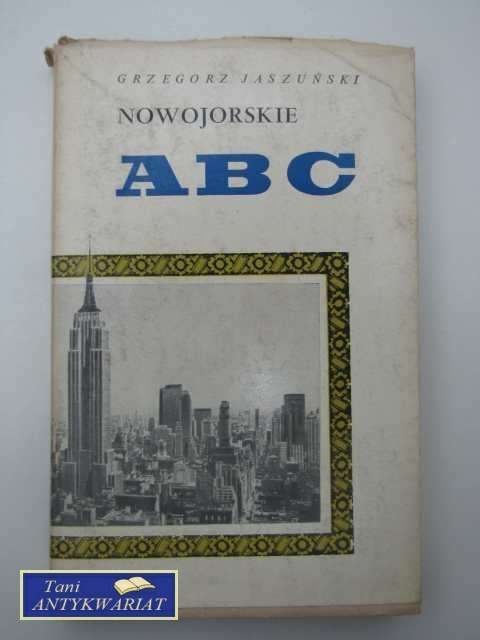 GRZEGORZ JASZUŃSKI
NOWOJORSKIE
ABC
Tani
ANTYKWARIAT